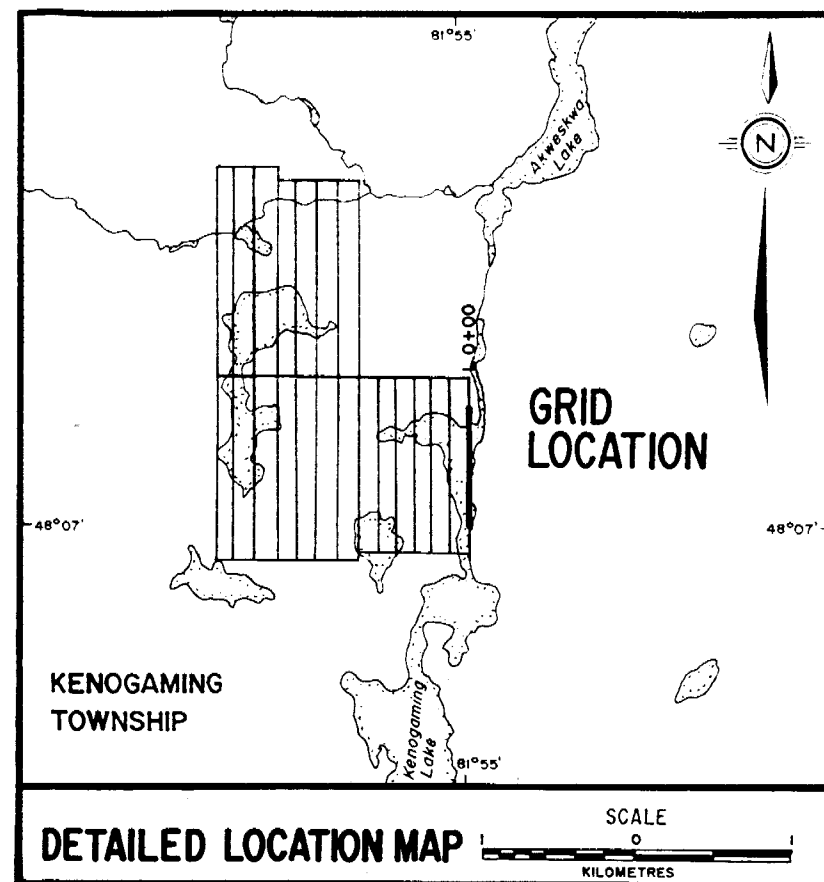 81°55'
Akweskwa
Lake
N
0+00
GRID
LOCATION
48°07'
48°07'
KENOGAMING
TOWNSHIP
Kenogaming
Lake
81°55'
DETAILED LOCATION MAP
SCALE
1 0 1
KILOMETRES